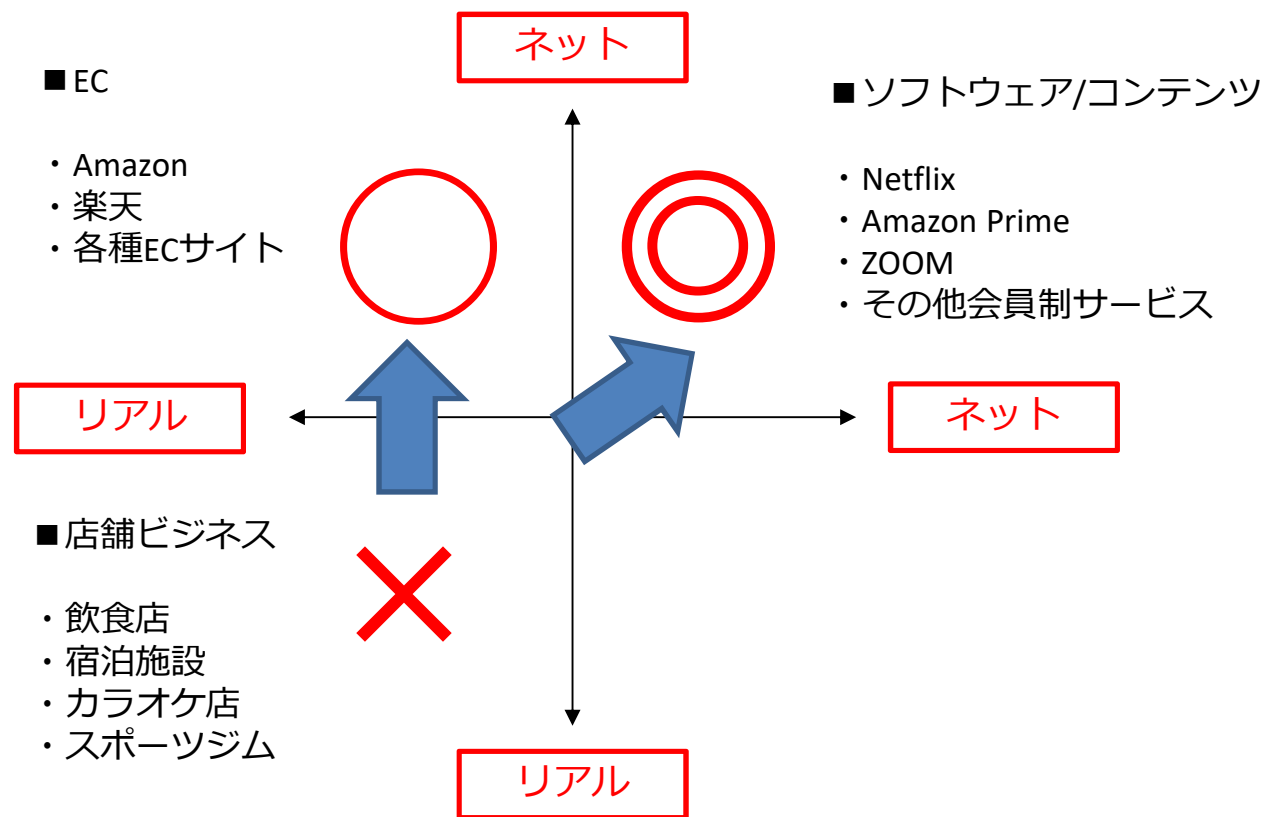 ネット
■EC
・Amazon
・楽天
・各種ECサイト
■ソフトウェア/コンテンツ
・Netflix
・Amazon Prime
・ZOOM
・その他会員制サービス
リアル
ネット
■店舗ビジネス
・飲食店
・宿泊施設
・カラオケ店
・スポーツジム
リアル